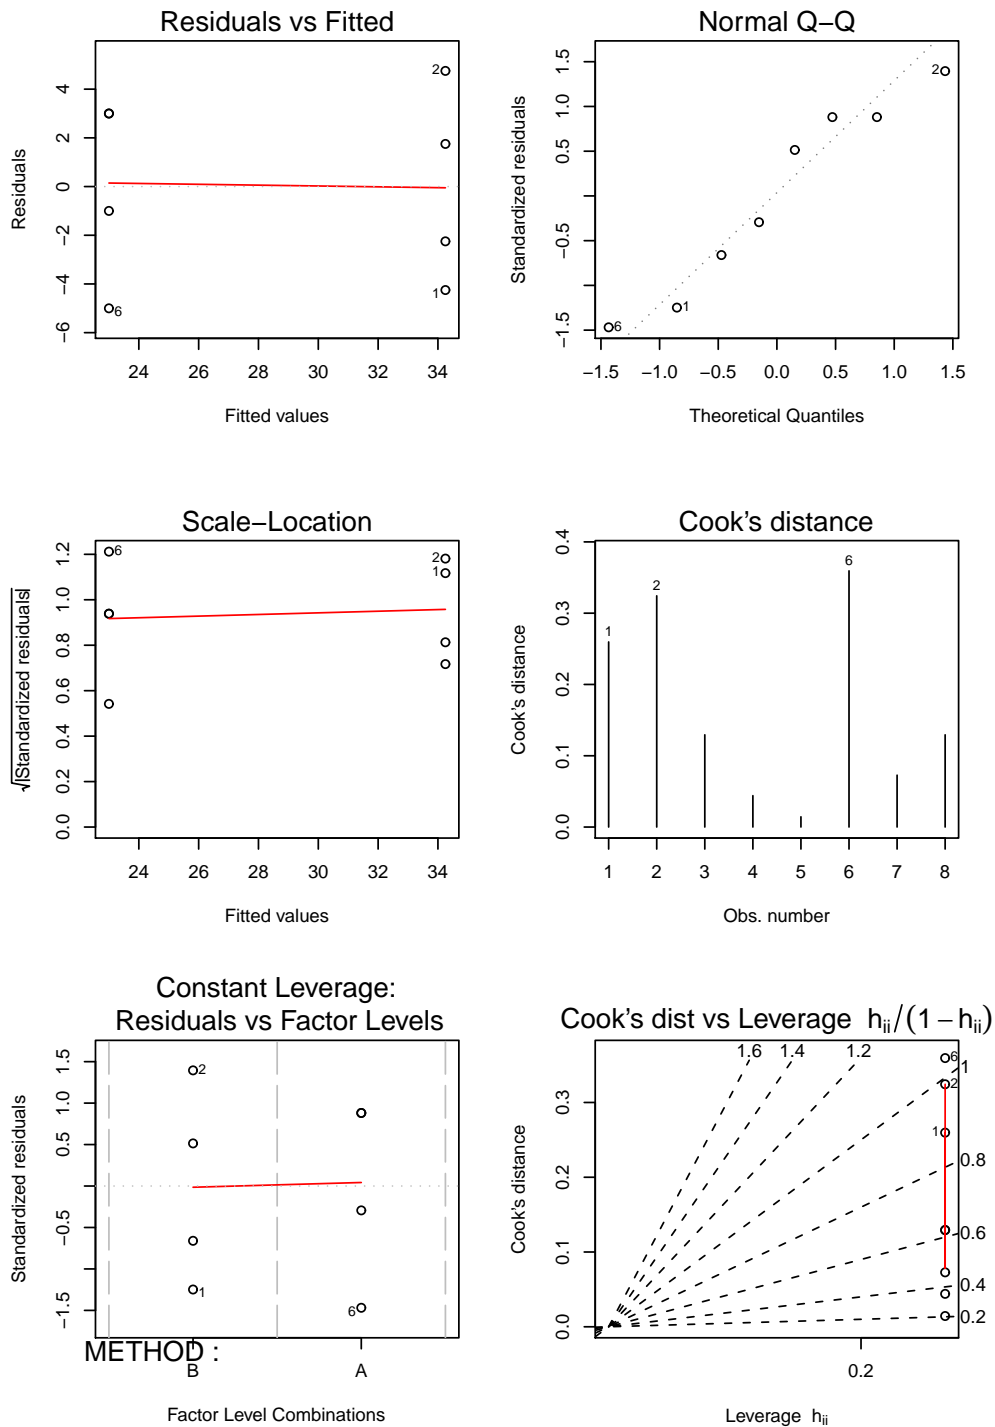 Residuals vs Fitted
Residuals
4
2
0
−2
−4
−6
2
1
6
24 26 28 30 32 34
Fitted values
Normal Q−Q
Standardized residuals
1.5
1.0
0.5
−0.5
−1.5
2
1
6
−1.5 −1.0 −0.5 0.0 0.5 1.0 1.5
Theoretical Quantiles
Scale−Location
√|Standardized residuals|
1.2
1.0
0.8
0.6
0.4
0.2
0.0
6
2
1
24 26 28 30 32 34
Fitted values
Cook's distance
Cook's distance
0.4
0.3
0.2
0.1
0.0
1
2
6
1 2 3 4 5 6 7 8
Obs. number
Constant Leverage:
Residuals vs Factor Levels
Standardized residuals
1.5
1.0
0.5
−0.5
−1.5
2
1
6
METHOD :
B A
Factor Level Combinations
Cook's dist vs Leverage hii/(1−hii)
Cook's distance
0.3
0.2
0.1
0.0
1.6 1.4 1.2
1
0.8
0.6
0.4
0.2
6
2
1
0.2
Leverage hii